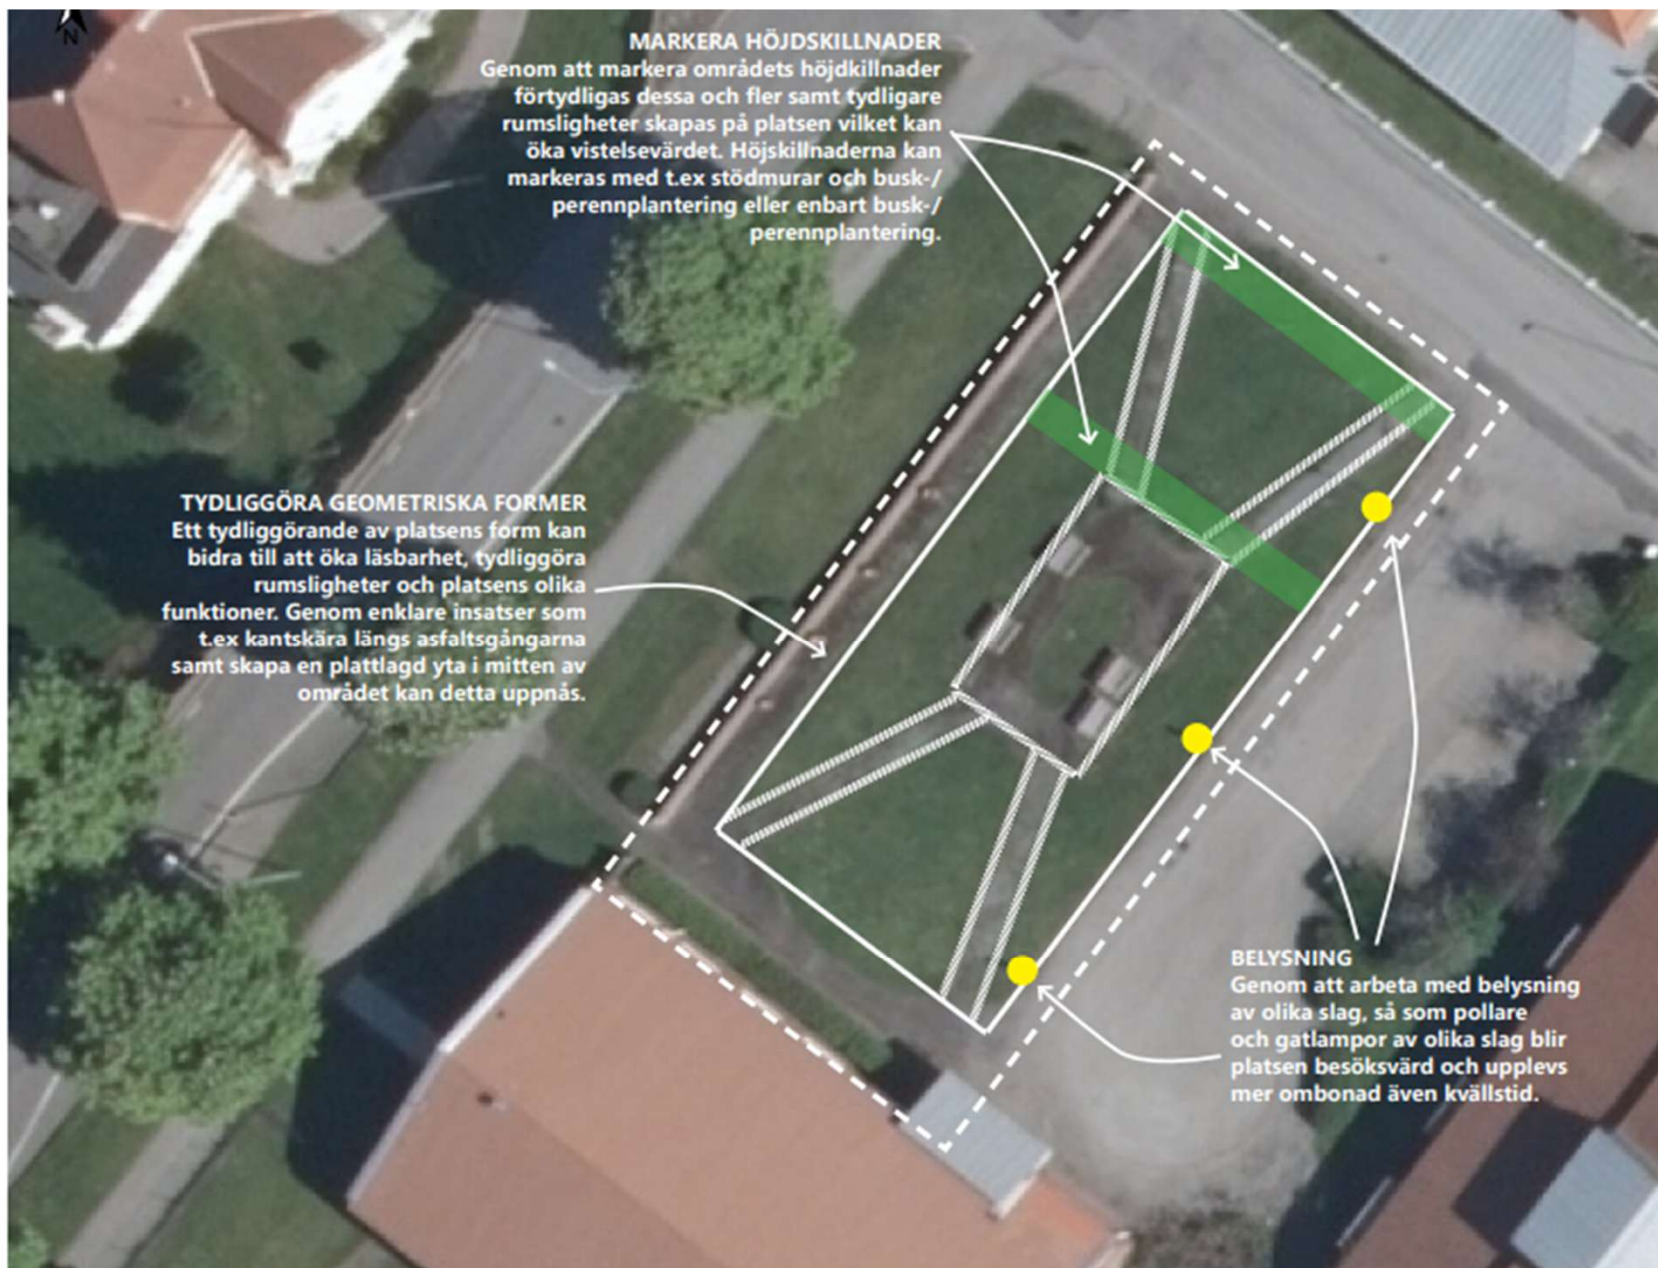 N
MARKERA HÖJDSKILLNADER
Genom att markera områdets höjdkillnader
förtydligas dessa och fler samt tydligare
rumsligheter skapas på platsen vilket kan
öka vistelsevärdet. Höjskillnaderna kan
markeras med t.ex stödmurar och busk-/
perennplantering eller enbart busk-/
perennplantering.
TYDLIGGÖRA GEOMETRISKA FORMER
Ett tydliggörande av platsens form kan
bidra till att öka läsbarhet, tydliggöra
rumsligheter och platsens olika
funktioner. Genom enklare insatser som
t.ex kantskära längs asfaltsgångarna
samt skapa en plattlagd yta i mitten av
området kan detta uppnås.
BELYSNING
Genom att arbeta med belysning
av olika slag, så som pollare
och gatlampor av olika slag blir
platsen besöksvärd och upplevs
mer ombonad även kvällstid.